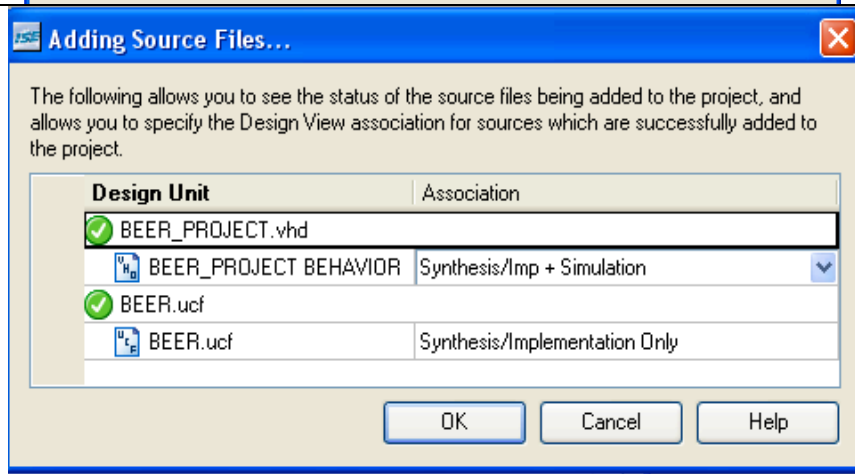 ISE Adding Source Files...
The following allows you to see the status of the source files being added to the project, and
allows you to specify the Design View association for sources which are successfully added to
the project.
Design Unit Association
BEER_PROJECT.vhd
VHD BEER_PROJECT BEHAVIOR Synthesis/Imp + Simulation
BEER.ucf
UCF BEER.ucf Synthesis/Implementation Only
OK Cancel Help